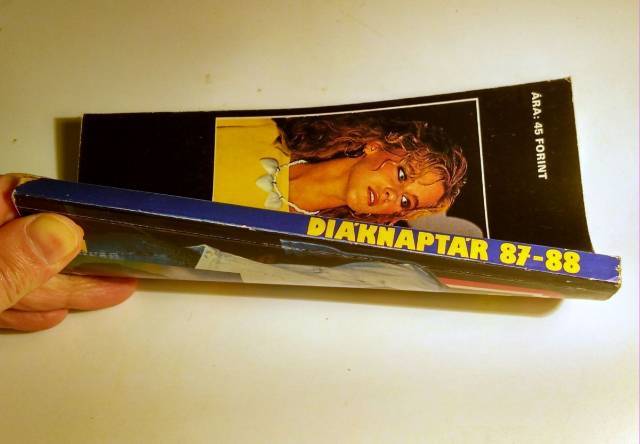 ÁRA: 45 FORINT
DIÁKNAPTÁR 87-88